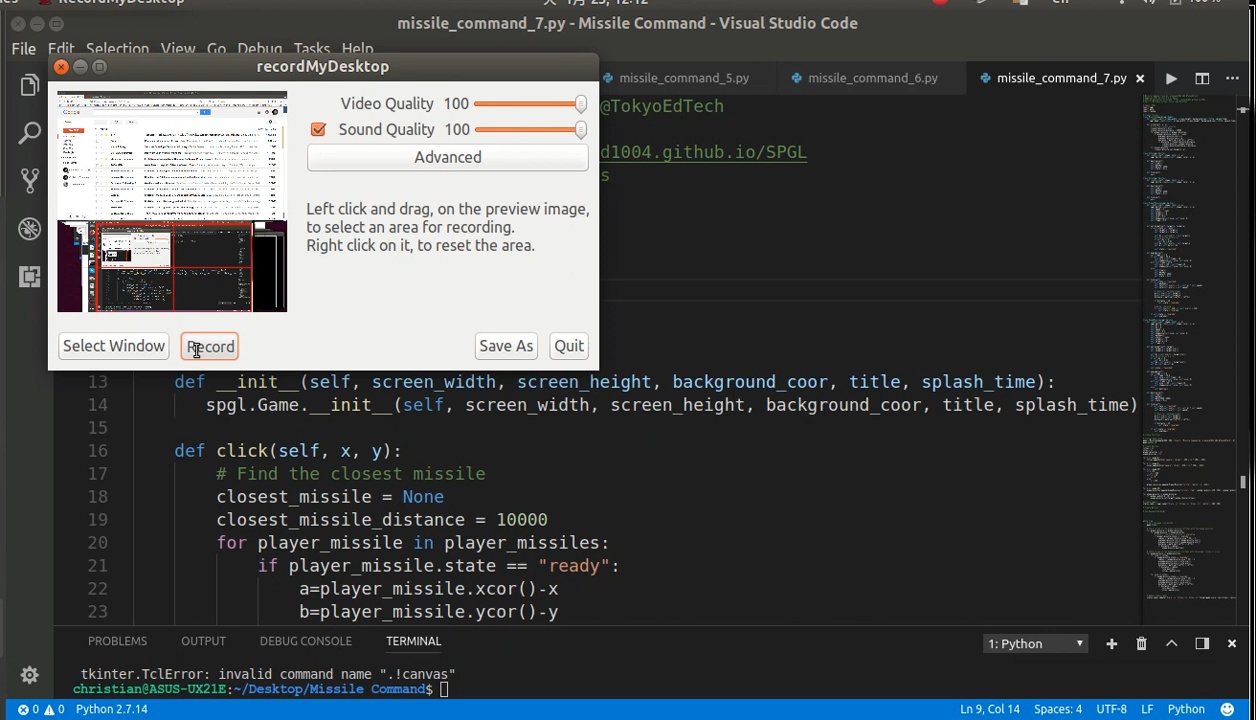 missile_command_7.py - Missile Command - Visual Studio Code
File Edit Selection View Go Debug Tasks Help
recordMyDesktop
missile_command_5.py
missile_command_6.py
missile_command_7.py
Video Quality 100
Sound Quality 100
Advanced
Left click and drag, on the preview image,
to select an area for recording.
Right click on it, to reset the area.
Select Window
Record
Save As
Quit
@TokyoEdTech
d1004.github.io/SPGL
s
13 def __init__(self, screen_width, screen_height, background_coor, title, splash_time):
14 spgl.Game.__init__(self, screen_width, screen_height, background_coor, title, splash_time)
15
16 def click(self, x, y):
17 # Find the closest missile
18 closest_missile = None
19 closest_missile_distance = 10000
20 for player_missile in player_missiles:
21 if player_missile.state == "ready":
22 a=player_missile.xcor()-x
23 b=player_missile.ycor()-y
PROBLEMS OUTPUT DEBUG CONSOLE TERMINAL
1: Python
tkinter.TclError: invalid command name ".!canvas"
christian@ASUS-UX21E:~/Desktop/Missile Command$
0 0 Python 2.7.14
Ln 9, Col 14 Spaces: 4 UTF-8 LF Python